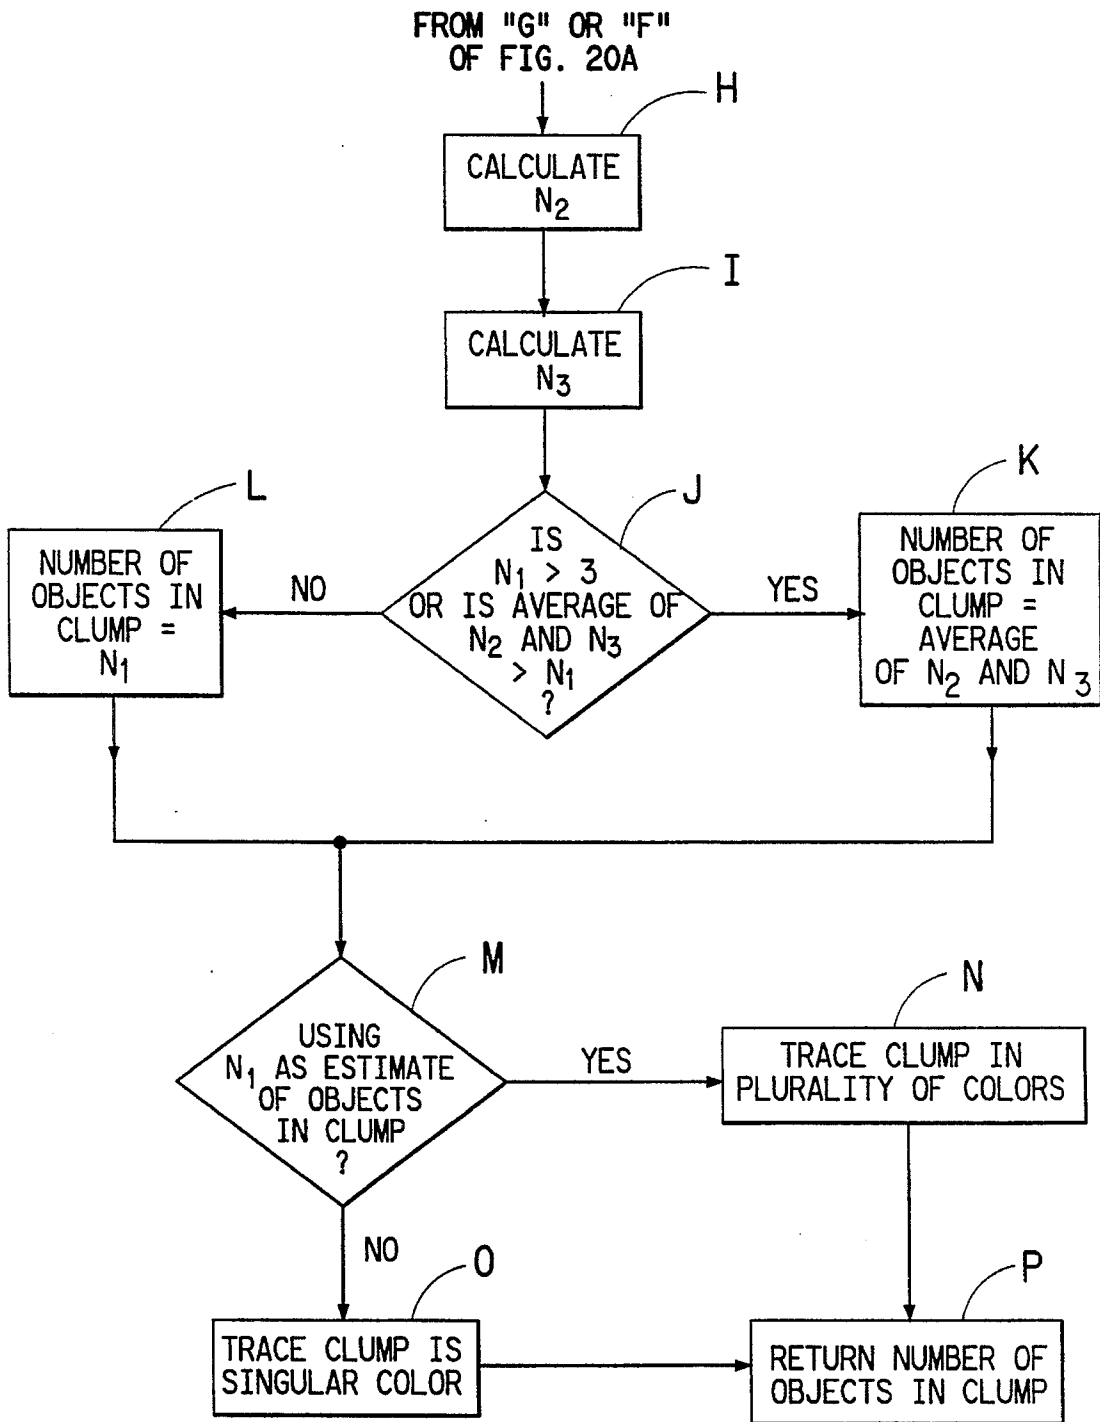 FROM "G" OR "F"
OF FIG. 20A
H
CALCULATE
N2
I
CALCULATE
N3
L
NUMBER OF
OBJECTS IN
CLUMP =
N1
NO
J
IS
N1 > 3
OR IS AVERAGE OF
N2 AND N3
> N1
?
YES
K
NUMBER OF
OBJECTS IN
CLUMP =
AVERAGE
OF N2 AND N3
M
USING
N1 AS ESTIMATE
OF OBJECTS
IN CLUMP
?
YES
N
TRACE CLUMP IN
PLURALITY OF COLORS
NO
O
TRACE CLUMP IS
SINGULAR COLOR
P
RETURN NUMBER OF
OBJECTS IN CLUMP